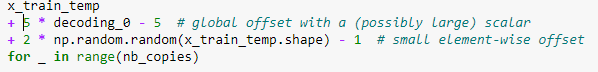 x_train_temp
+ 5 * decoding_0 - 5  # global offset with a (possibly large) scalar
+ 2 * np.random.random(x_train_temp.shape) - 1  # small element-wise offset
for _ in range(nb_copies)